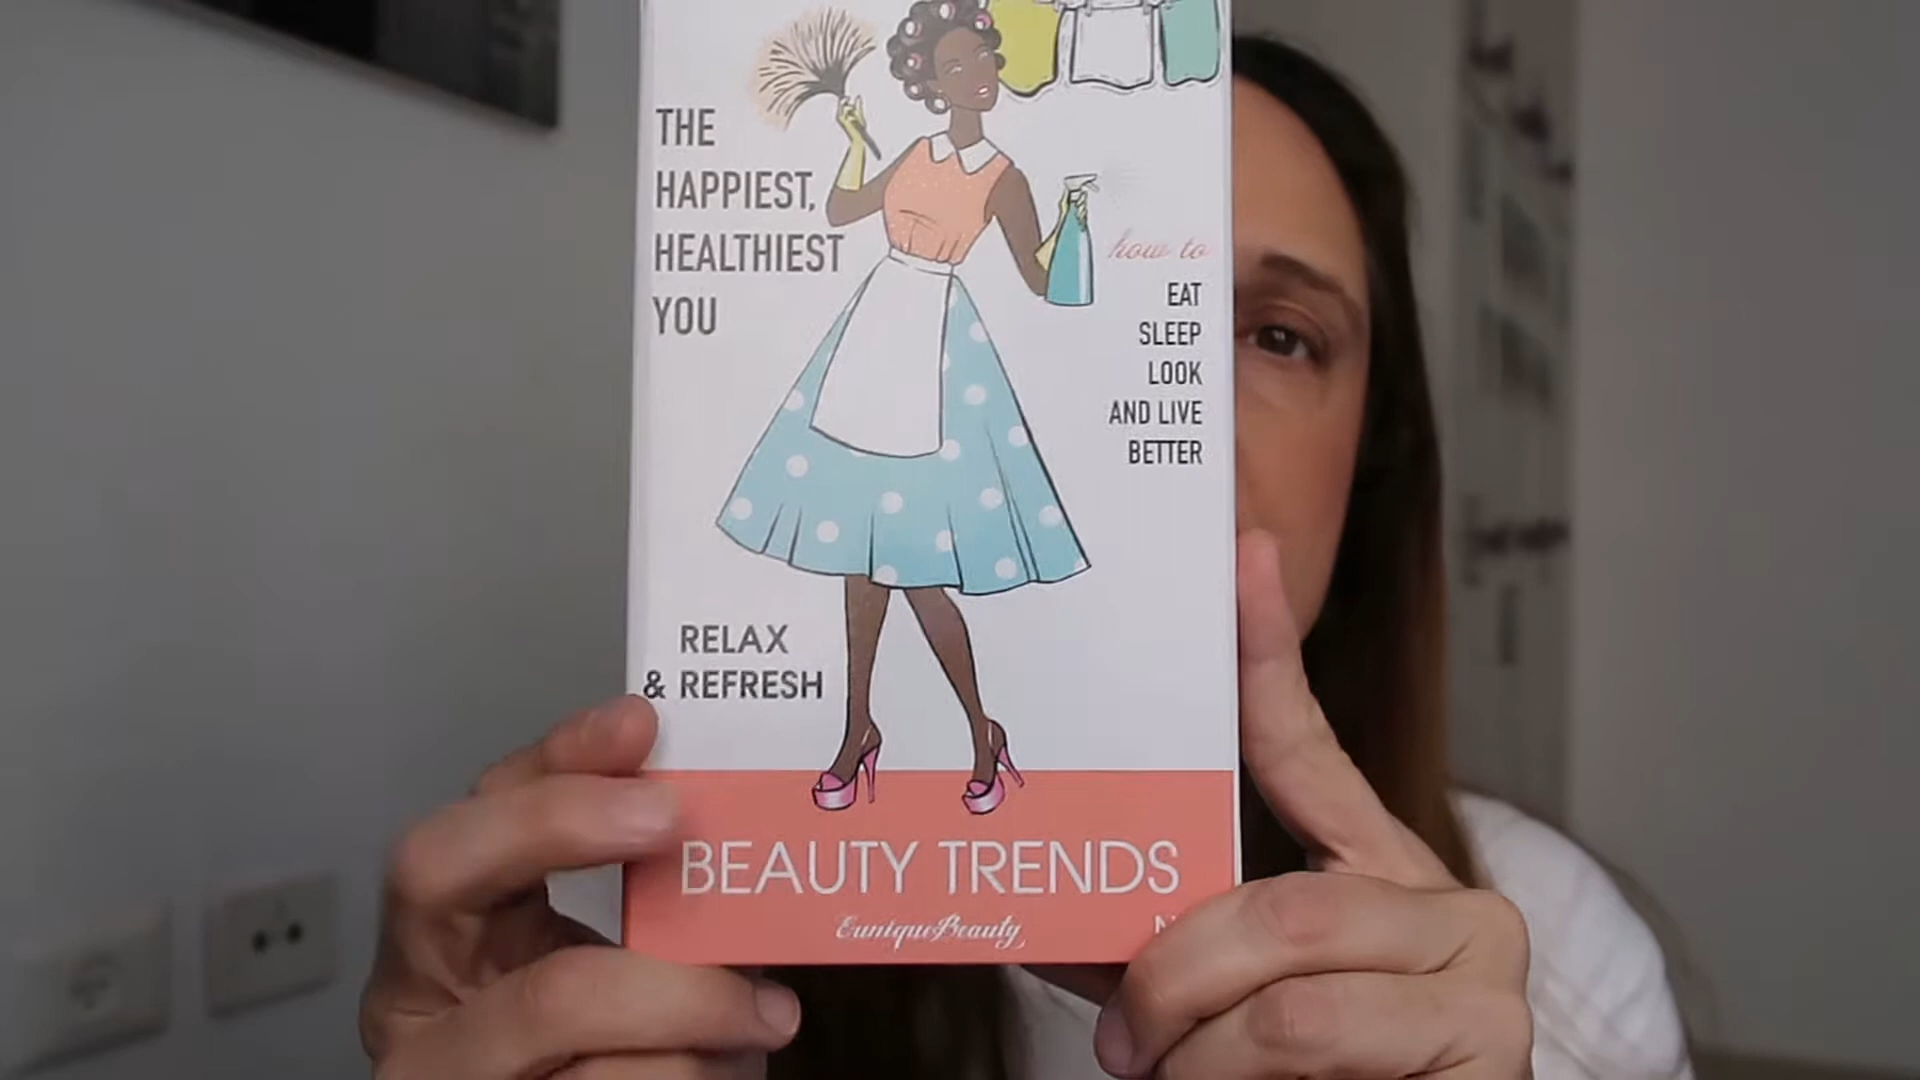 THE
HAPPIEST,
HEALTHIEST
YOU
how to
EAT
SLEEP
LOOK
AND LIVE
BETTER
RELAX
& REFRESH
BEAUTY TRENDS
EuniqueBeauty